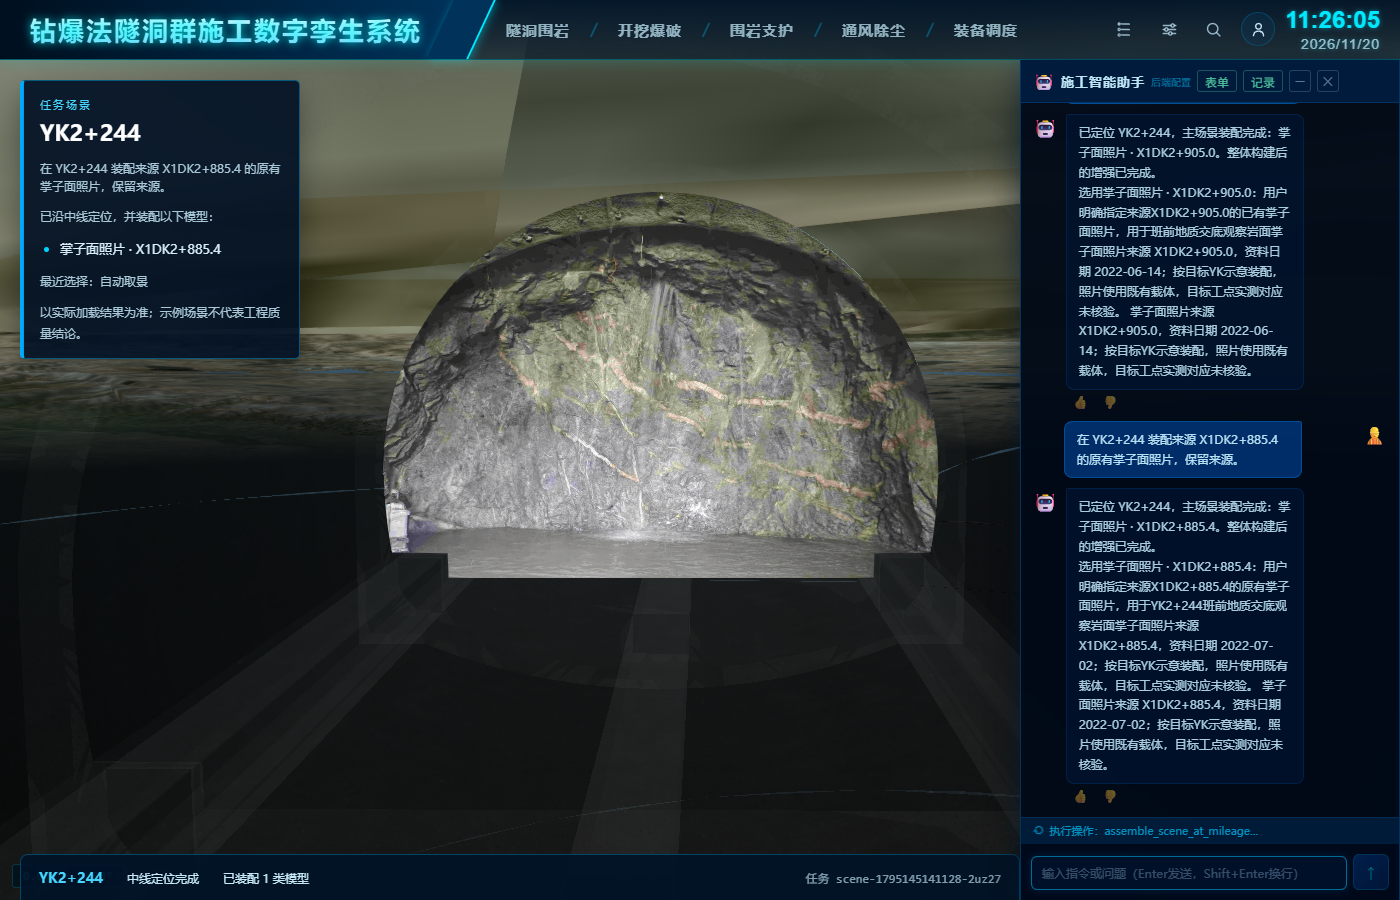 钻爆法隧洞群施工数字孪生系统
隧洞围岩 / 开挖爆破 / 围岩支护 / 通风除尘 / 装备调度
11:26:05
2026/11/20
任务场景
YK2+244
在 YK2+244 装配来源 X1DK2+885.4 的原有
掌子面照片，保留来源。
已沿中线定位，并装配以下模型：
掌子面照片 · X1DK2+885.4
最近选择：自动取景
以实际加载结果为准；示例场景不代表工程质
量结论。
施工智能助手 后端配置 表单 记录
已定位 YK2+244，主场景装配完成：掌
子面照片 · X1DK2+905.0。整体构建后
的增强已完成。
选用掌子面照片 · X1DK2+905.0：用户
明确指定来源X1DK2+905.0的已有掌子
面照片，用于班前地质交底观察岩面掌
子面照片来源 X1DK2+905.0，资料日
期 2022-06-14；按目标YK示意装配，
照片使用既有载体，目标工点实测对应
未核验。 掌子面照片来源
X1DK2+905.0，资料日期 2022-06-
14；按目标YK示意装配，照片使用既有
载体，目标工点实测对应未核验。
在 YK2+244 装配来源 X1DK2+885.4
的原有掌子面照片，保留来源。
已定位 YK2+244，主场景装配完成：掌
子面照片 · X1DK2+885.4。整体构建后
的增强已完成。
选用掌子面照片 · X1DK2+885.4：用户
明确指定来源X1DK2+885.4的原有掌子
面照片，用于YK2+244班前地质交底观
察岩面掌子面照片来源
X1DK2+885.4，资料日期 2022-07-
02；按目标YK示意装配，照片使用既有
载体，目标工点实测对应未核验。 掌子
面照片来源 X1DK2+885.4，资料日期
2022-07-02；按目标YK示意装配，照
片使用既有载体，目标工点实测对应未
核验。
执行操作：assemble_scene_at_mileage...
输入指令或问题（Enter发送，Shift+Enter换行）
YK2+244 中线定位完成 已装配 1 类模型
任务 scene-1795145141128-2uz27